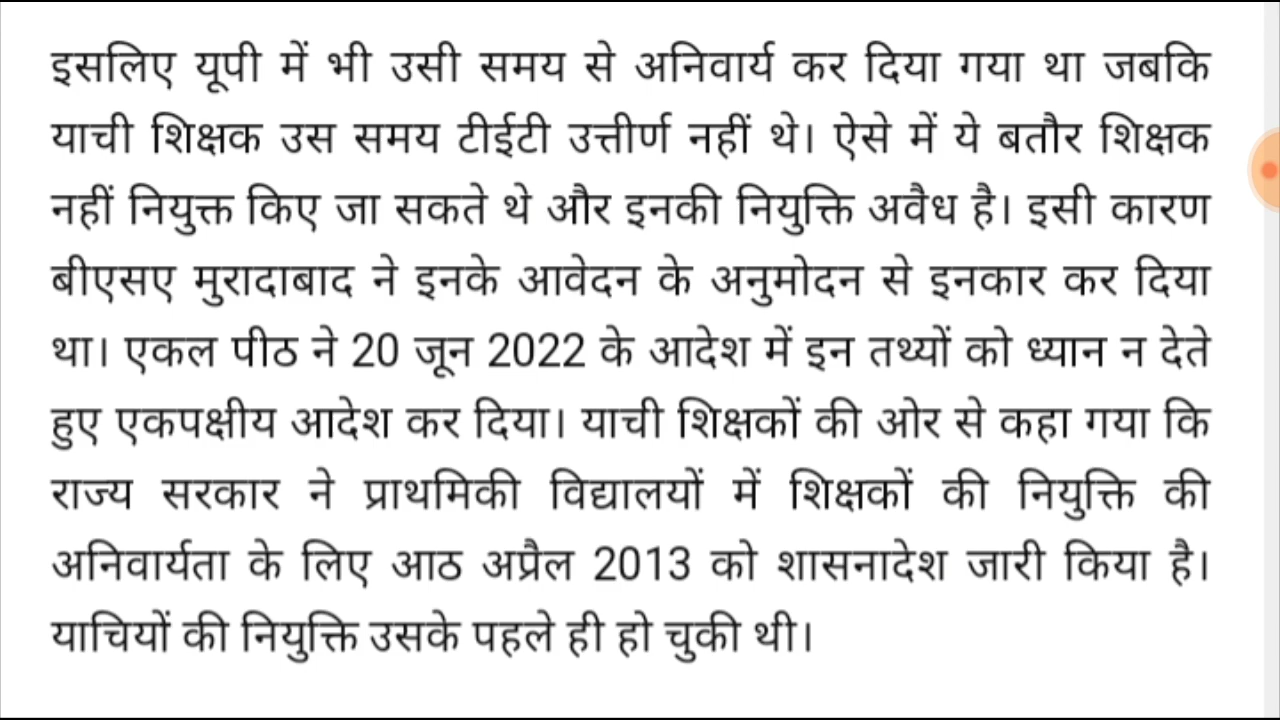 इसलिए यूपी में भी उसी समय से अनिवार्य कर दिया गया था जबकि
याची शिक्षक उस समय टीईटी उत्तीर्ण नहीं थे। ऐसे में ये बतौर शिक्षक
नहीं नियुक्त किए जा सकते थे और इनकी नियुक्ति अवैध है। इसी कारण
बीएसए मुरादाबाद ने इनके आवेदन के अनुमोदन से इनकार कर दिया
था। एकल पीठ ने 20 जून 2022 के आदेश में इन तथ्यों को ध्यान न देते
हुए एकपक्षीय आदेश कर दिया। याची शिक्षकों की ओर से कहा गया कि
राज्य सरकार ने प्राथमिकी विद्यालयों में शिक्षकों की नियुक्ति की
अनिवार्यता के लिए आठ अप्रैल 2013 को शासनादेश जारी किया है।
याचियों की नियुक्ति उसके पहले ही हो चुकी थी।